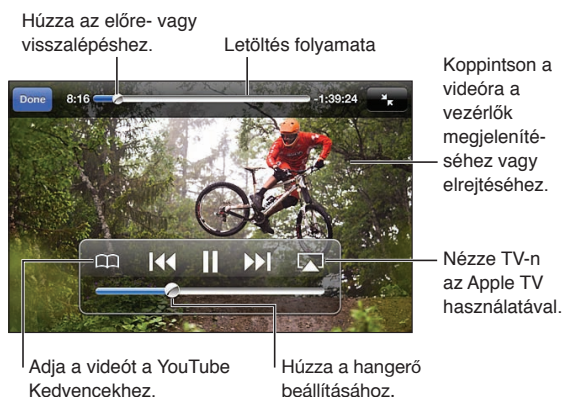 Húzza az előre- vagy
visszalépéshez.
Letöltés folyamata
Done
8:16
-1:39:24
Koppintson a
videóra a
vezérlők
megjelenít­é-
séhez vagy
elrejtéséhez.
Nézze TV-n
az Apple TV
használatával.
Adja a videót a YouTube
Kedvencekhez.
Húzza a hangerő
beállításához.